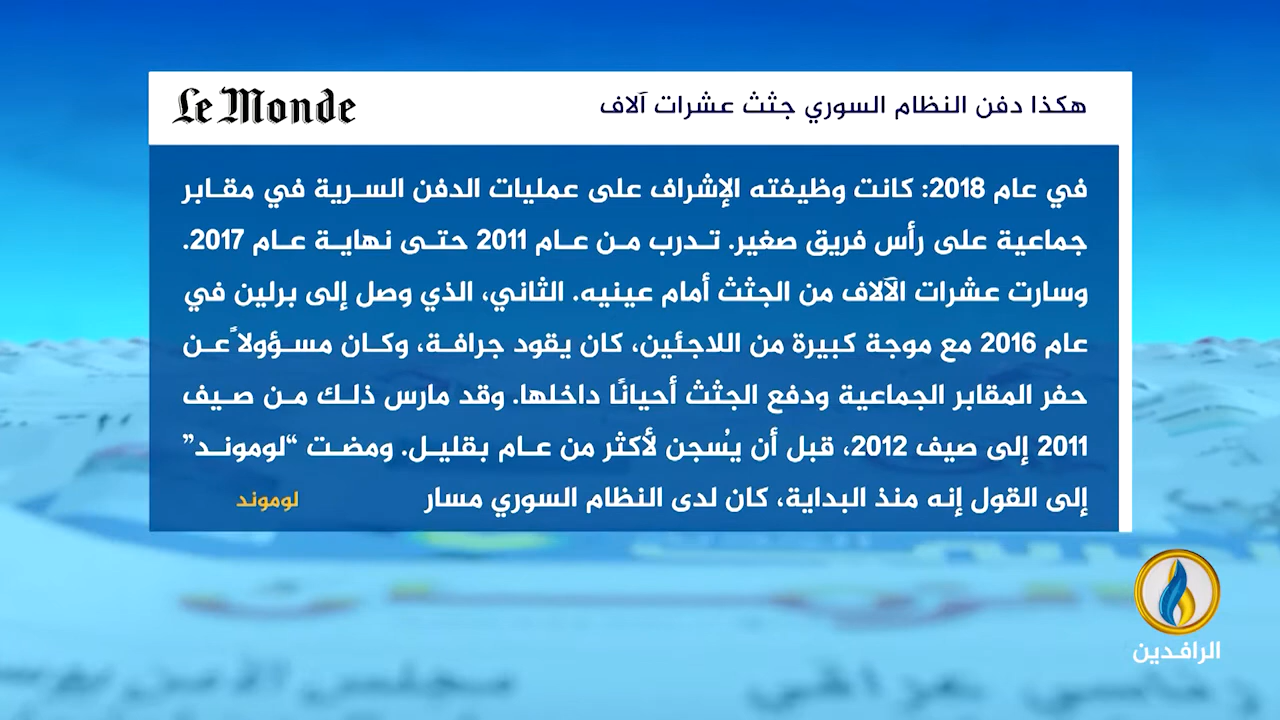 Le Monde
هكذا دفن النظام السوري جثث عشرات آلاف
في عام 2018: كانت وظيفته الإشراف على عمليات الدفن السرية في مقابر
جماعية على رأس فريق صغير. تدرب من عام 2011 حتى نهاية عام 2017.
وسارت عشرات الآلاف من الجثث أمام عينيه. الثاني، الذي وصل إلى برلين في
عام 2016 مع موجة كبيرة من اللاجئين، كان يقود جرافة، وكان مسؤولاً عن
حفر المقابر الجماعية ودفع الجثث أحيانًا داخلها. وقد مارس ذلك من صيف
2011 إلى صيف 2012، قبل أن يُسجن لأكثر من عام بقليل. ومضت “لوموند”
إلى القول إنه منذ البداية، كان لدى النظام السوري مسار
لوموند
الرافدين
مجلس الأمن